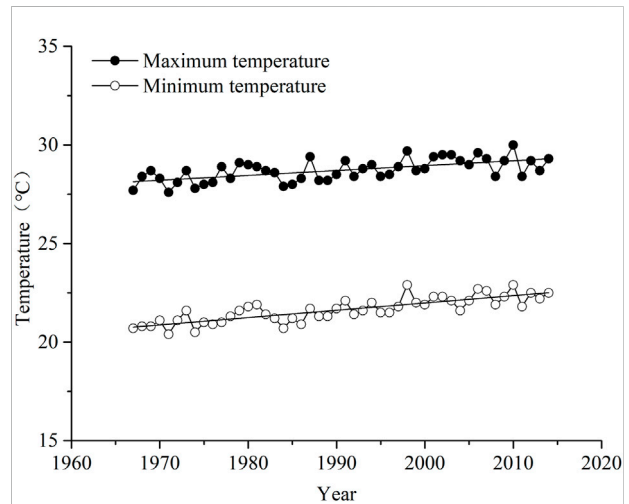 35
Maximum temperature
Minimum temperature
30
25
20
15
Temperature（℃）
1960 1970 1980 1990 2000 2010 2020
Year